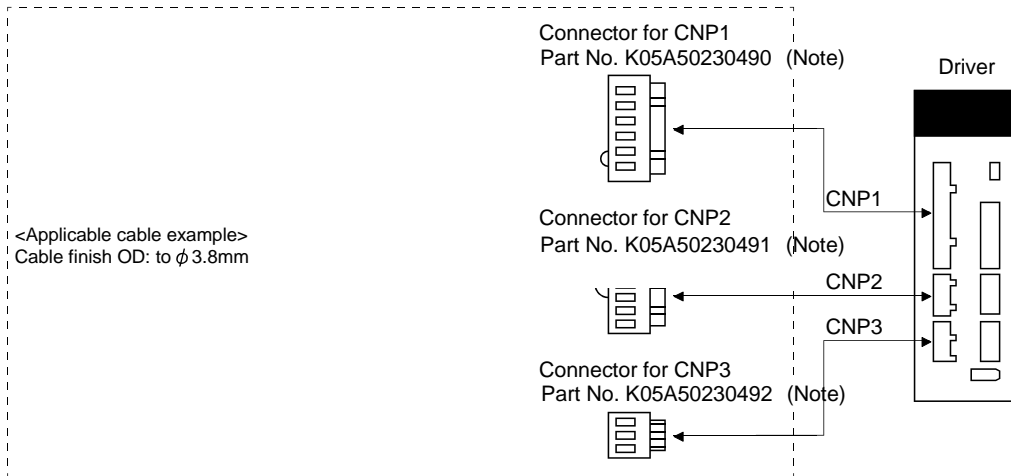 Connector for CNP1
Part No. K05A50230490 (Note)
Driver
CNP1
<Applicable cable example>
Cable finish OD: to ϕ 3.8mm
Connector for CNP2
Part No. K05A50230491 (Note)
CNP2
CNP3
Connector for CNP3
Part No. K05A50230492 (Note)